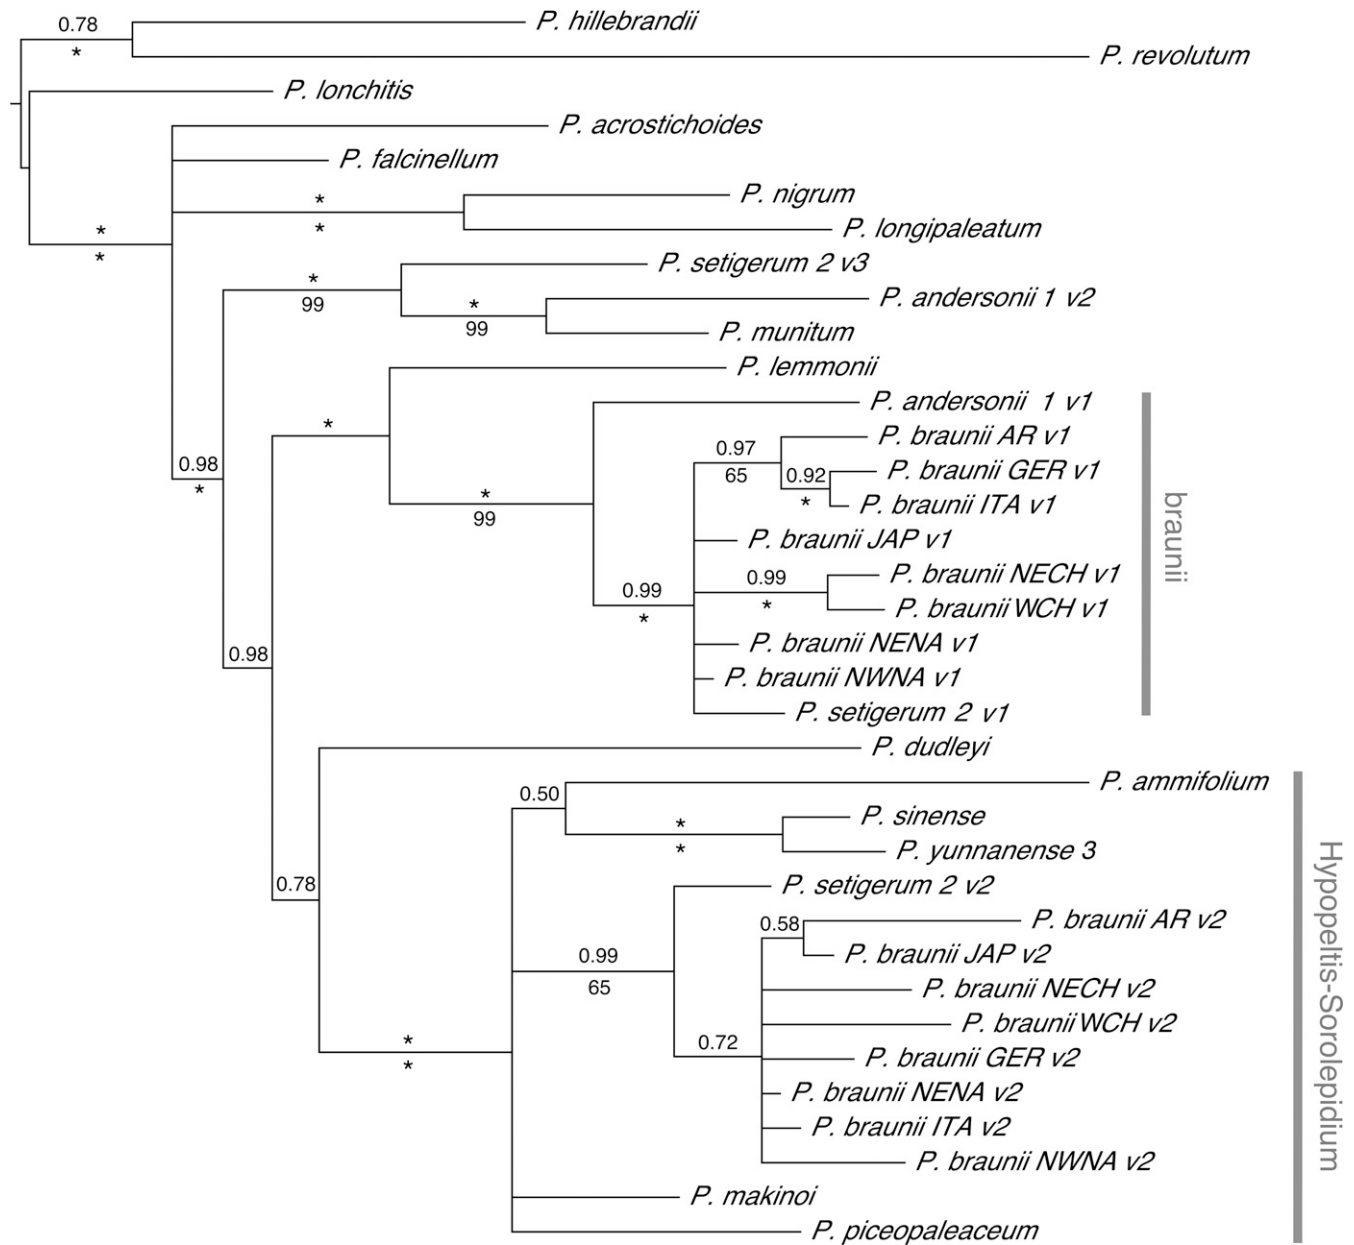 0.78
*
P. hillebrandii
P. revolutum
P. lonchitis
P. acrostichoides
P. falcinellum
*
*
*
*
P. nigrum
P. longipaleatum
P. setigerum 2 v3
*
99
*
99
P. andersonii 1 v2
P. munitum
P. lemmonii
*
P. andersonii 1 v1
0.98
*
*
99
0.97
65
P. braunii AR v1
0.92
*
P. braunii GER v1
P. braunii ITA v1
P. braunii JAP v1
0.99
*
0.99
*
P. braunii NECH v1
P. braunii WCH v1
P. braunii NENA v1
P. braunii NWNA v1
P. setigerum 2 v1
braunii
0.98
P. dudleyi
0.50
P. ammifolium
*
*
P. sinense
P. yunnanense 3
0.78
P. setigerum 2 v2
0.58
P. braunii AR v2
P. braunii JAP v2
0.99
65
P. braunii NECH v2
P. braunii WCH v2
0.72
P. braunii GER v2
*
*
P. braunii NENA v2
P. braunii ITA v2
P. braunii NWNA v2
P. makinoi
P. piceopaleaceum
Hypopeltis-Sorolepidium